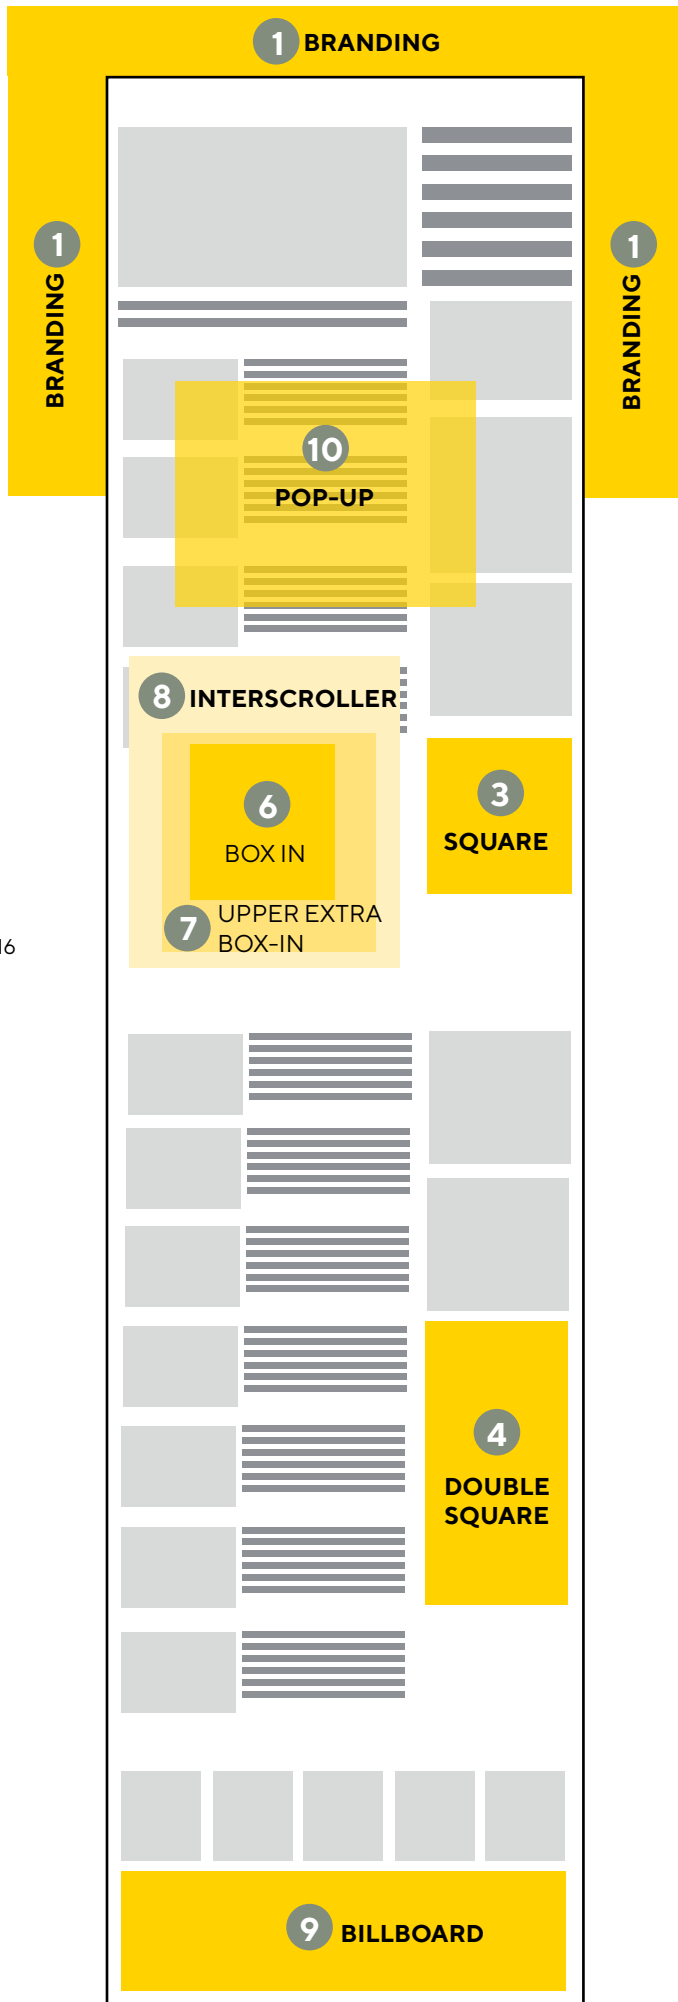 1 BRANDING
1 BRANDING
1 BRANDING
10
POP-UP
8 INTERSCROLLER
6
BOX IN
7 UPPER EXTRA
BOX-IN
3
SQUARE
16
4
DOUBLE
SQUARE
9 BILLBOARD